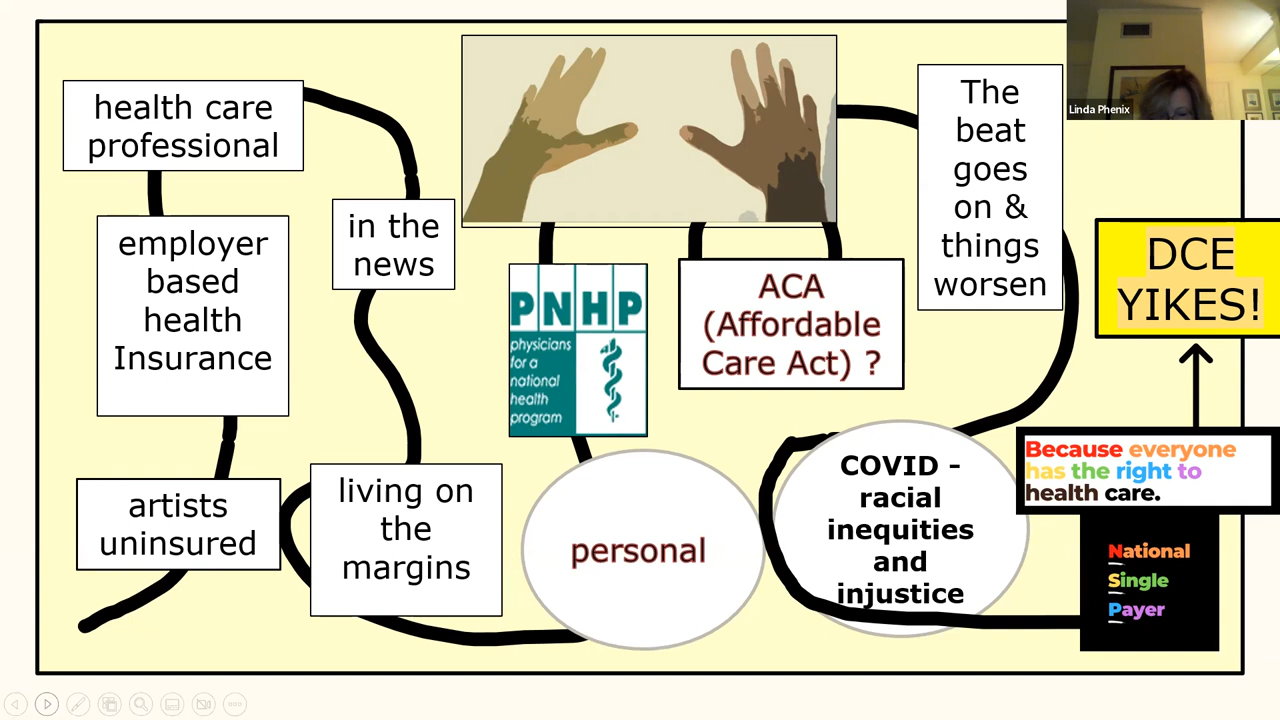 health care
professional
employer
based
health
Insurance
artists
uninsured
in the
news
living on
the
margins
PNHP
physicians
for a
national
health
program
personal
ACA
(Affordable
Care Act) ?
The
beat
goes
on &
things
worsen
COVID -
racial
inequities
and
injustice
National
Single
Payer
Because everyone
has the right to
health care.
DCE
YIKES!
Linda Phenix